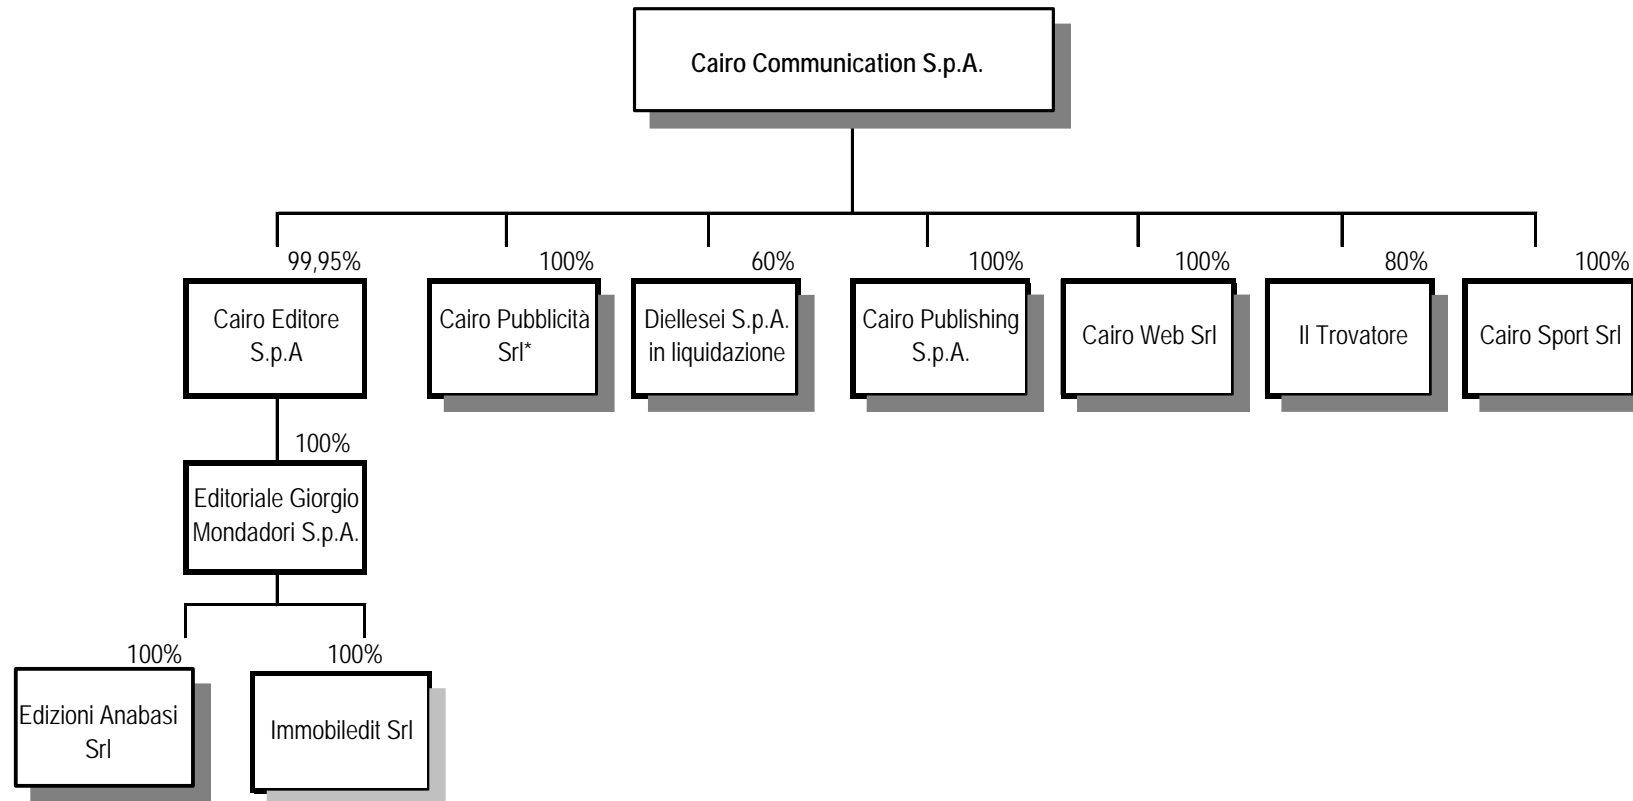 Cairo Communication S.p.A.
99,95%
100%
60%
100%
100%
80%
100%
Cairo Editore
S.p.A
Cairo Pubblicità
Srl*
Diellesei S.p.A.
in liquidazione
Cairo Publishing
S.p.A.
Cairo Web Srl
Il Trovatore
Cairo Sport Srl
100%
Editoriale Giorgio
Mondadori S.p.A.
100%
100%
Edizioni Anabasi
Srl
Immobiledit Srl